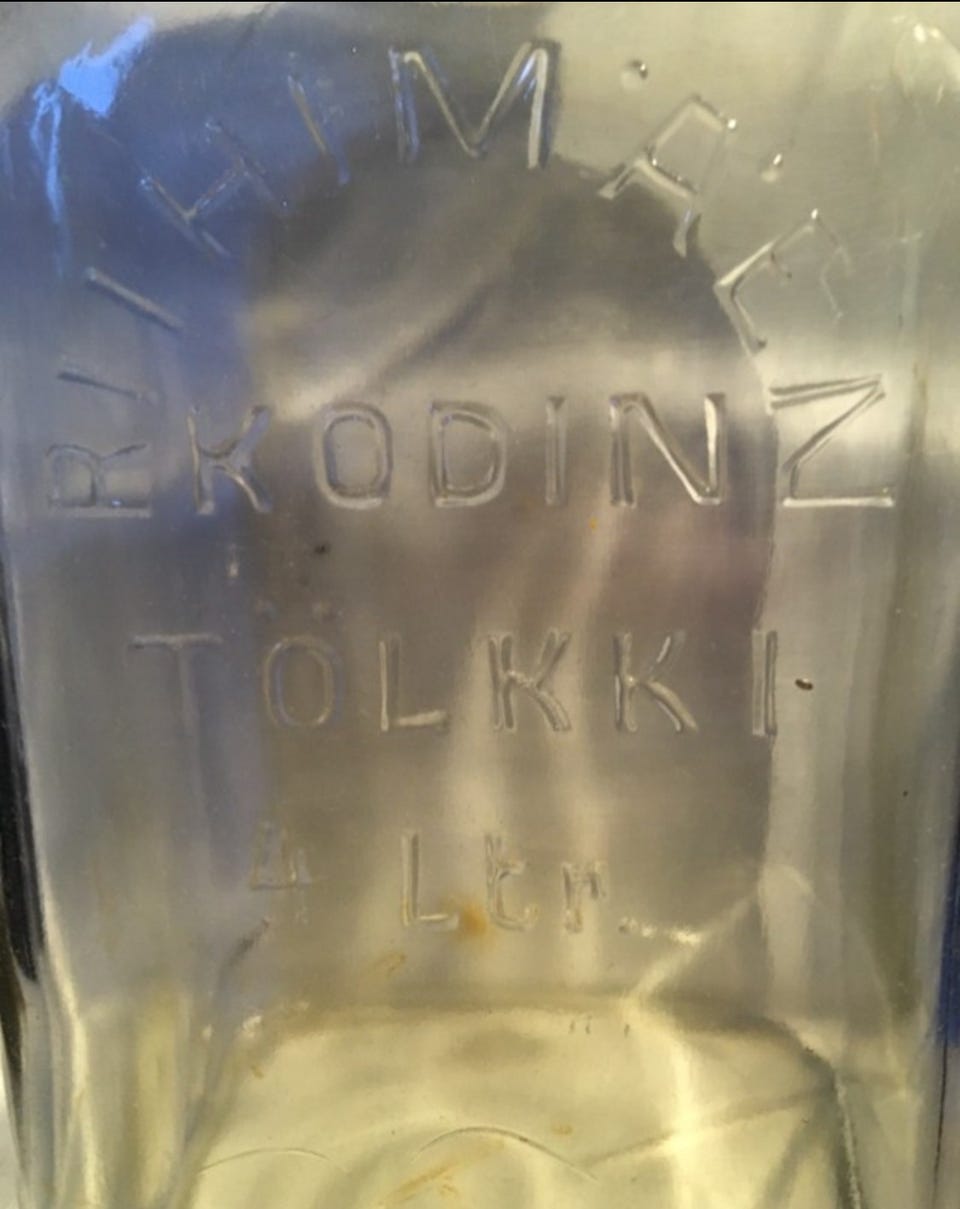 RIIHIMÄEN
KODIN
TÖLKKI
4 Ltr.